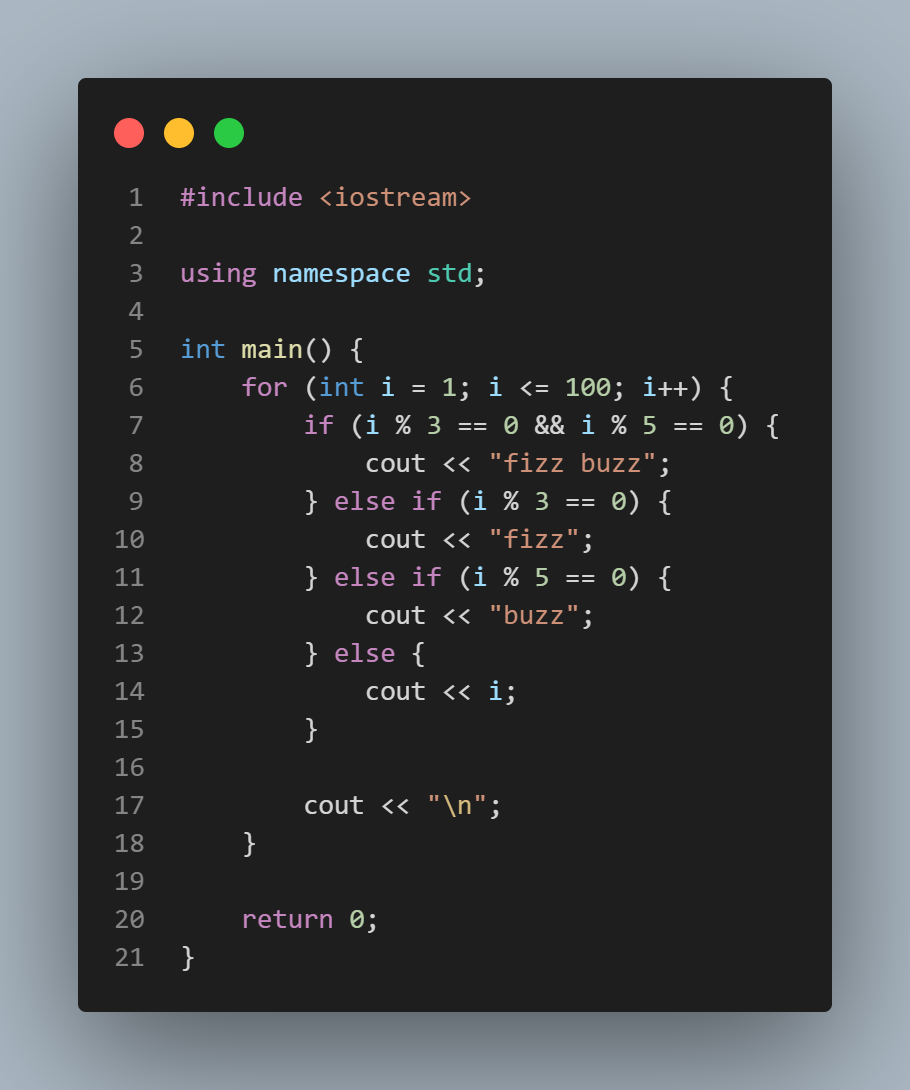 1 #include <iostream>
2
3 using namespace std;
4
5 int main() {
6     for (int i = 1; i <= 100; i++) {
7         if (i % 3 == 0 && i % 5 == 0) {
8             cout << "fizz buzz";
9         } else if (i % 3 == 0) {
10             cout << "fizz";
11         } else if (i % 5 == 0) {
12             cout << "buzz";
13         } else {
14             cout << i;
15         }
16
17         cout << "\n";
18     }
19
20     return 0;
21 }